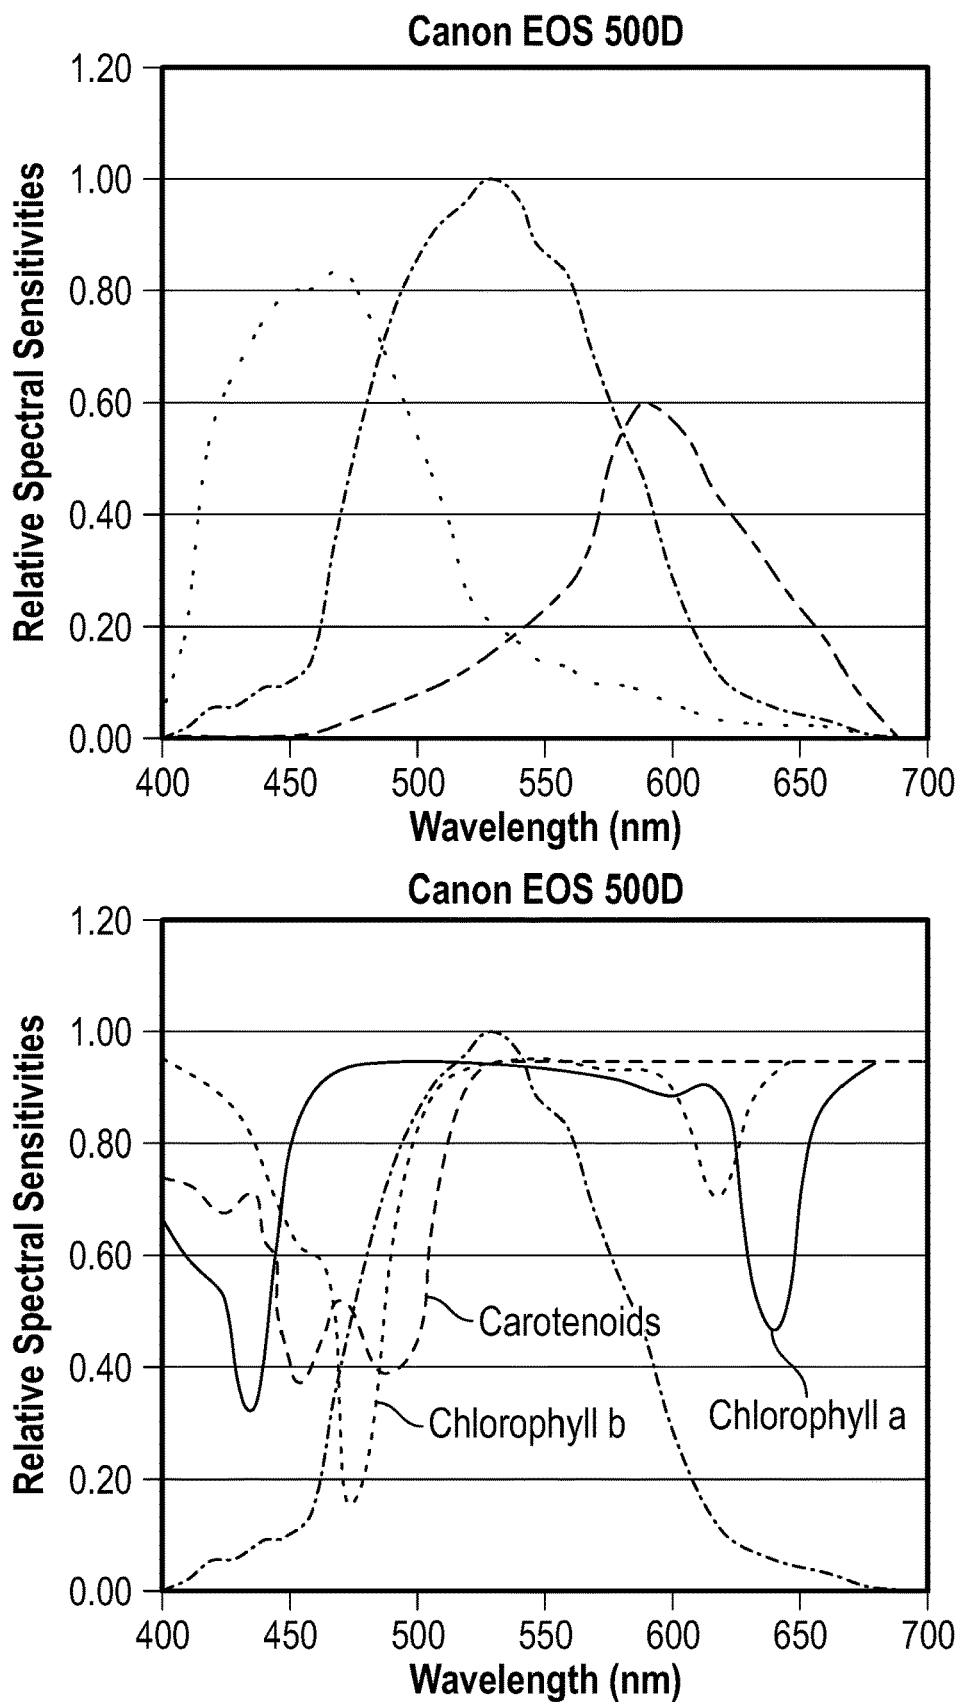 Canon EOS 500D
1.20
1.00
0.80
0.60
0.40
0.20
0.00
Relative Spectral Sensitivities
400 450 500 550 600 650 700
Wavelength (nm)
Canon EOS 500D
1.20
1.00
0.80
0.60
0.40
0.20
0.00
Relative Spectral Sensitivities
Carotenoids
Chlorophyll b
Chlorophyll a
400 450 500 550 600 650 700
Wavelength (nm)